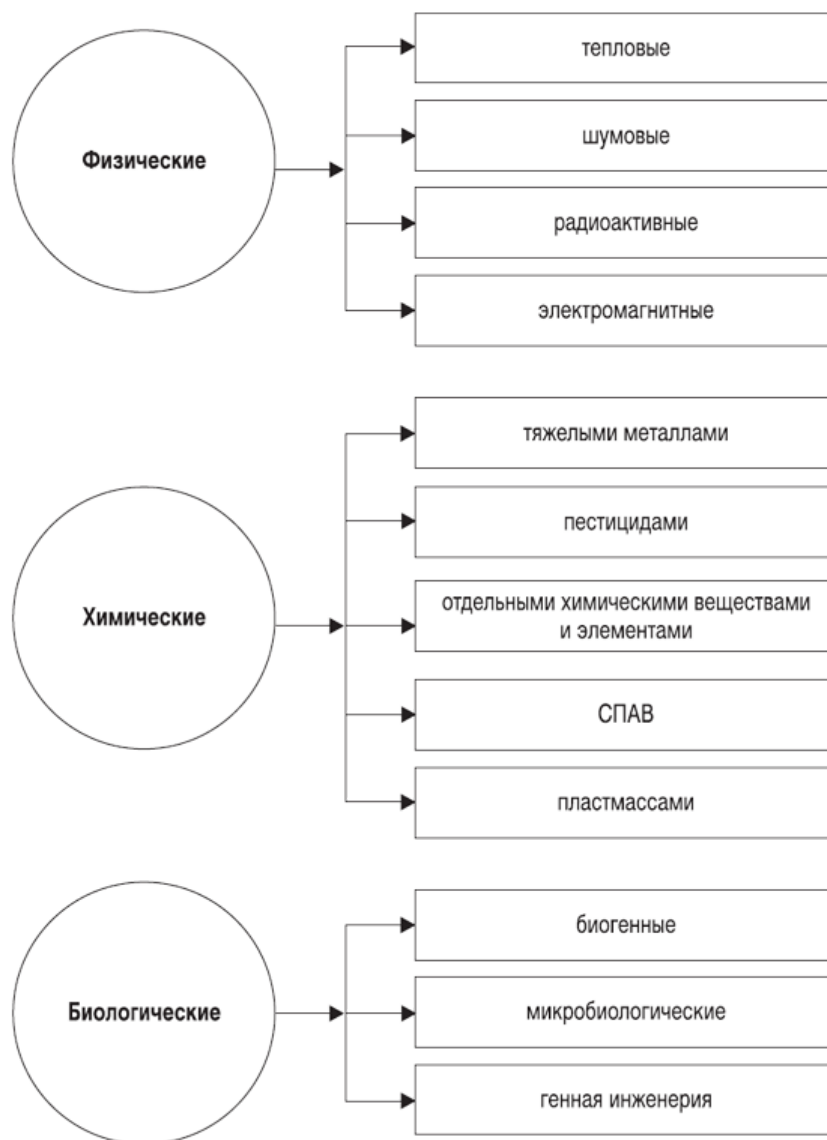 Физические
тепловые
шумовые
радиоактивные
электромагнитные
Химические
тяжелыми металлами
пестицидами
отдельными химическими веществами
и элементами
СПАВ
пластмассами
Биологические
биогенные
микробиологические
генная инженерия